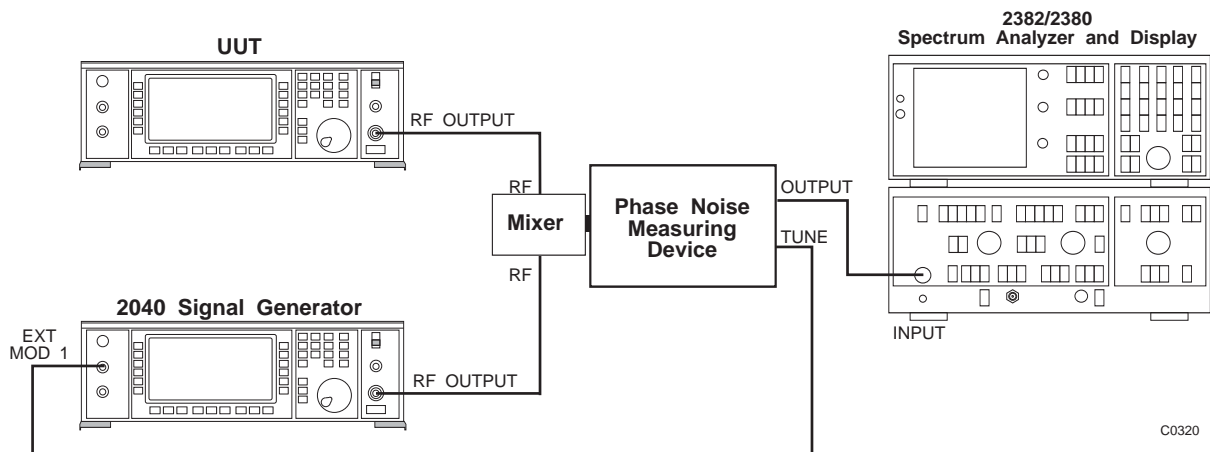 UUT
2382/2380
Spectrum Analyzer and Display
RF OUTPUT
RF
Mixer
Phase Noise
Measuring
Device
OUTPUT
TUNE
RF
2040 Signal Generator
EXT
MOD 1
RF OUTPUT
INPUT
C0320